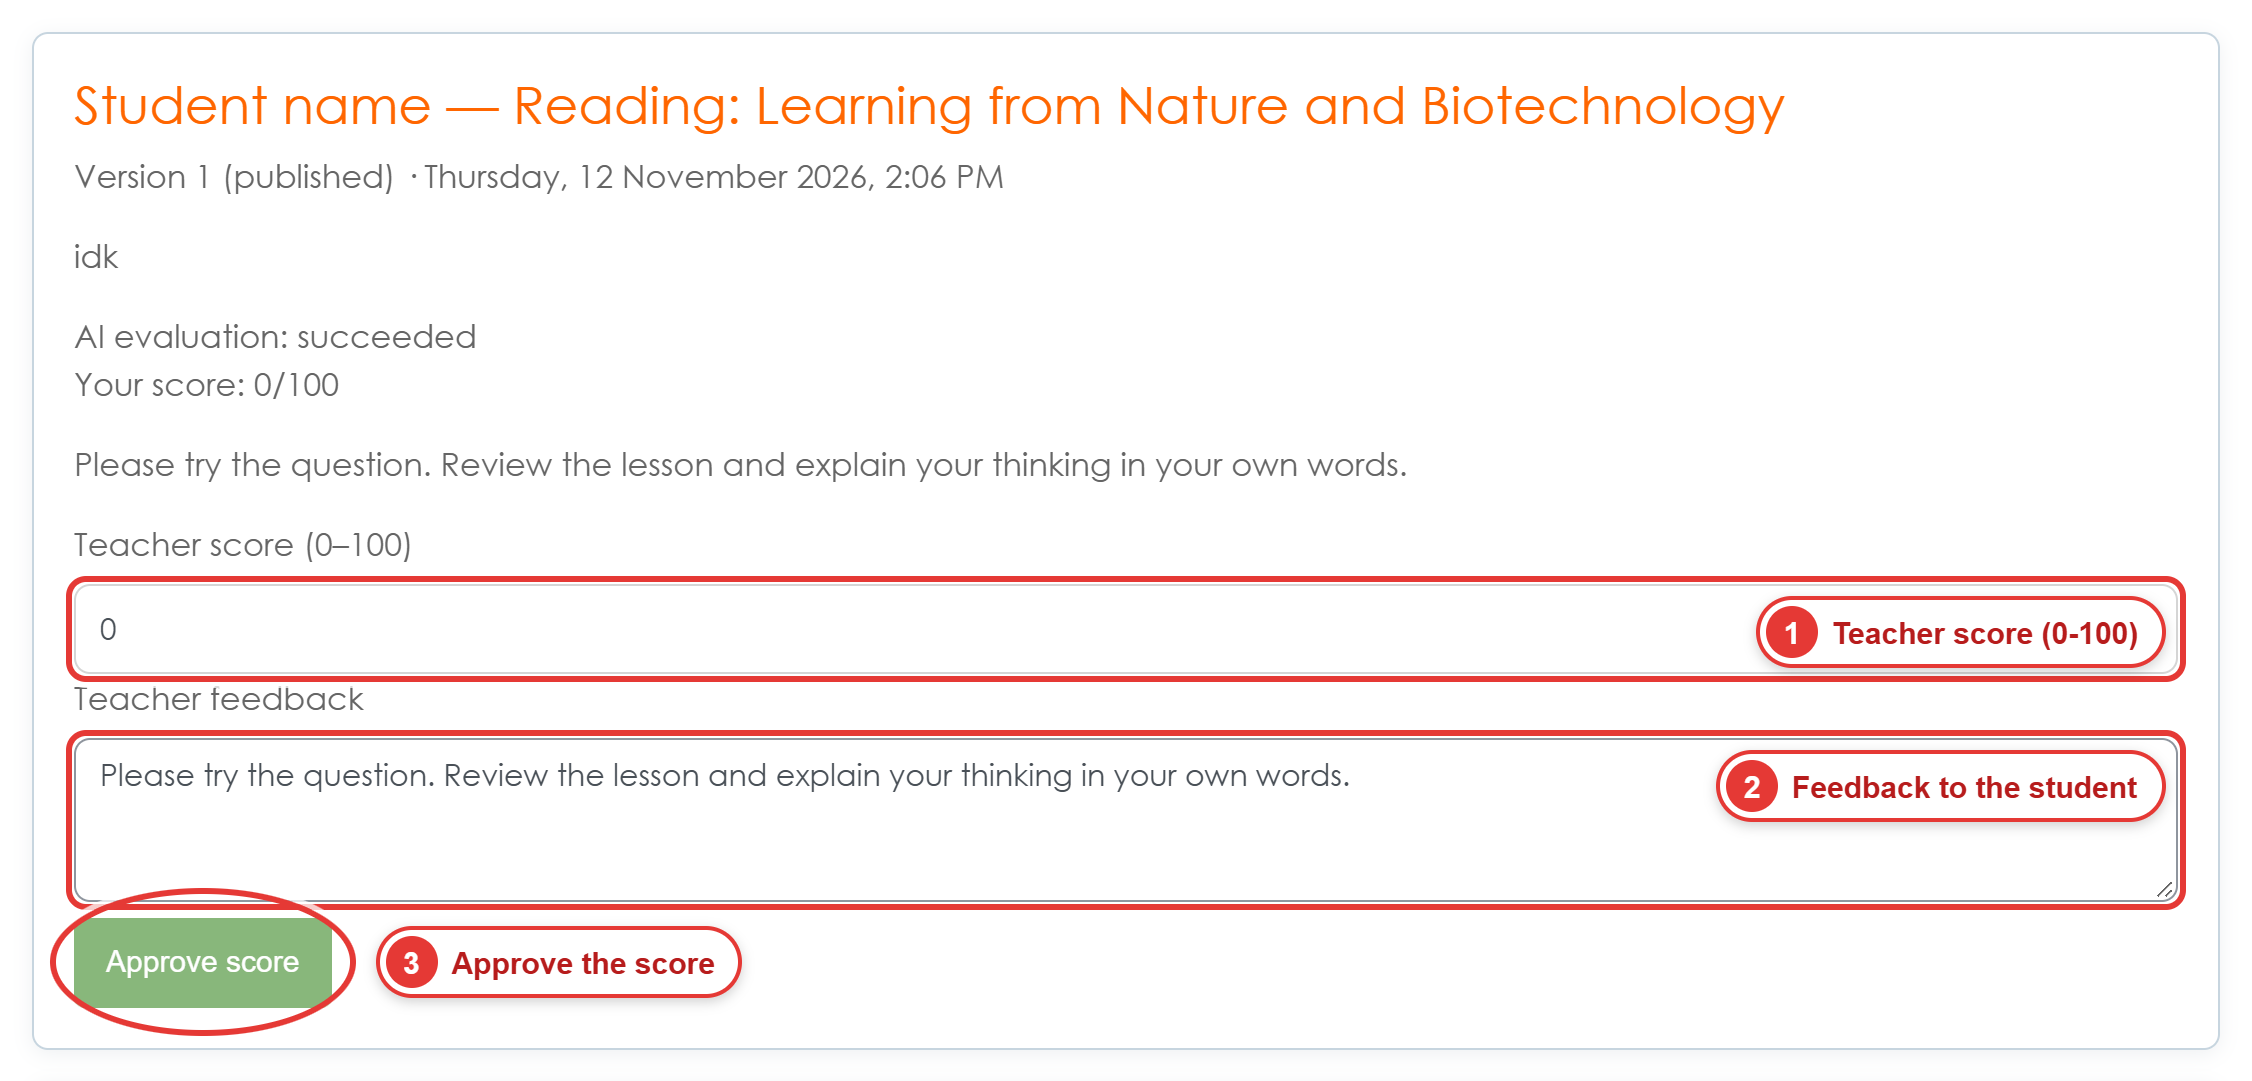 Student name — Reading: Learning from Nature and Biotechnology
Version 1 (published) · Thursday, 12 November 2026, 2:06 PM
idk
AI evaluation: succeeded
Your score: 0/100
Please try the question. Review the lesson and explain your thinking in your own words.
Teacher score (0–100)
0
1 Teacher score (0-100)
Teacher feedback
Please try the question. Review the lesson and explain your thinking in your own words.
2 Feedback to the student
Approve score
3 Approve the score